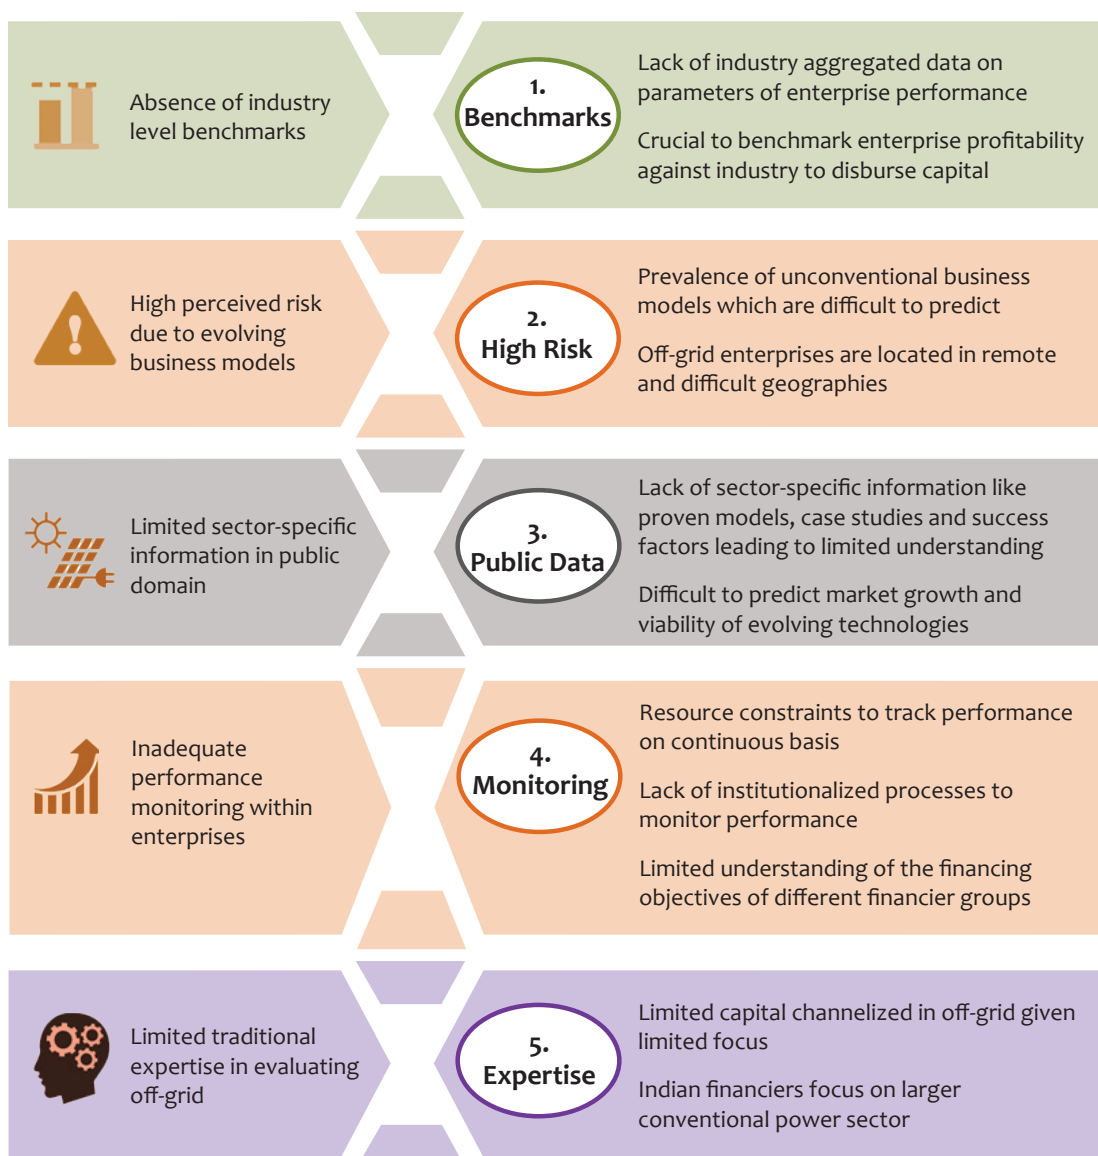 Absence of industry
level benchmarks
1.
Benchmarks
Lack of industry aggregated data on
parameters of enterprise performance
Crucial to benchmark enterprise profitability
against industry to disburse capital
High perceived risk
due to evolving
business models
2.
High Risk
Prevalence of unconventional business
models which are difficult to predict
Off-grid enterprises are located in remote
and difficult geographies
Limited sector-specific
information in public
domain
3.
Public Data
Lack of sector-specific information like
proven models, case studies and success
factors leading to limited understanding
Difficult to predict market growth and
viability of evolving technologies
Inadequate
performance
monitoring within
enterprises
4.
Monitoring
Resource constraints to track performance
on continuous basis
Lack of institutionalized processes to
monitor performance
Limited understanding of the financing
objectives of different financier groups
Limited traditional
expertise in evaluating
off-grid
5.
Expertise
Limited capital channelized in off-grid given
limited focus
Indian financiers focus on larger
conventional power sector